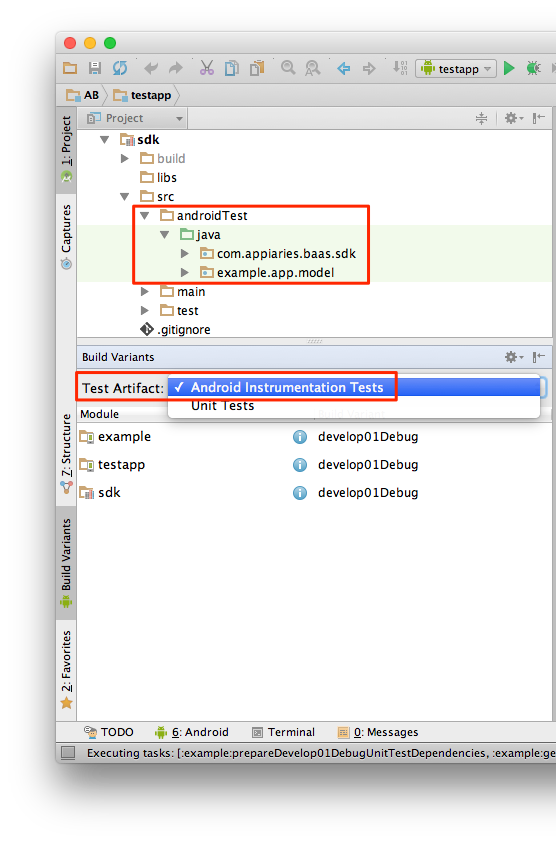 testapp
AB testapp
1: Project
Captures
Z: Structure
Build Variants
2: Favorites
Project
sdk
build
libs
src
androidTest
java
com.appiaries.baas.sdk
example.app.model
main
test
.gitignore
Build Variants
Test Artifact: ✓ Android Instrumentation Tests
Unit Tests
Module
example develop01Debug
testapp develop01Debug
sdk develop01Debug
TODO 6: Android Terminal 0: Messages
Executing tasks: [:example:prepareDevelop01DebugUnitTestDependencies, :example:ge